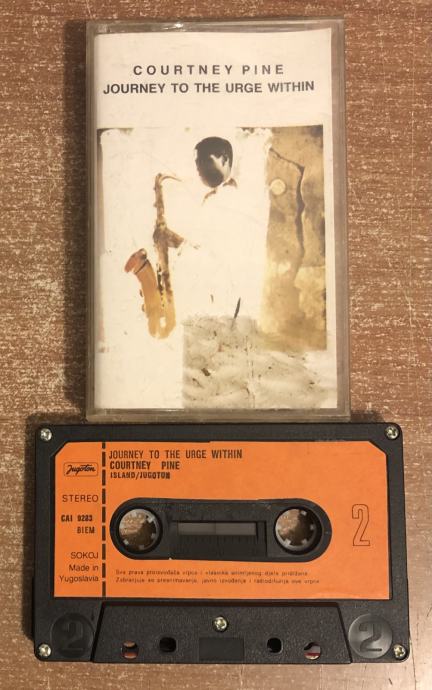 COURTNEY PINE
JOURNEY TO THE URGE WITHIN
Jugoton
STEREO
CAI 9283
BIEM
SOKOJ
Made in
Yugoslavia
JOURNEY TO THE URGE WITHIN
COURTNEY PINE
ISLAND/JUGOTON
2
Sva prava proizvođača vrpce i vlasnika snimljenog djela pridržana.
Zabranjuje se presnimavanje, javno izvođenje i radiodifuzija ove vrpce
2
2